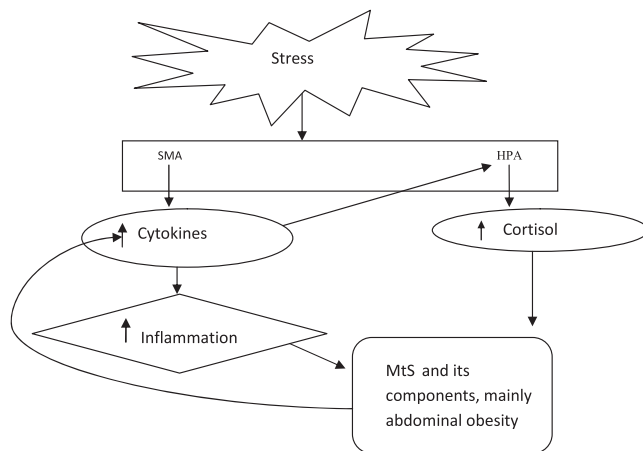 Stress
SMA
HPA
Cytokines
Cortisol
Inflammation
MtS and its
components, mainly
abdominal obesity